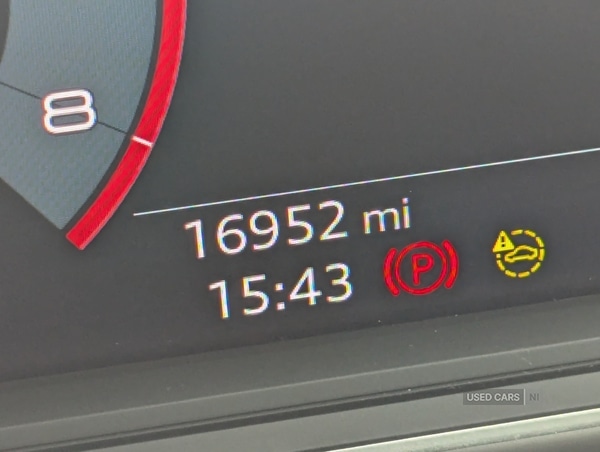 8
16952 mi
15:43 (P)
USED CARS NI